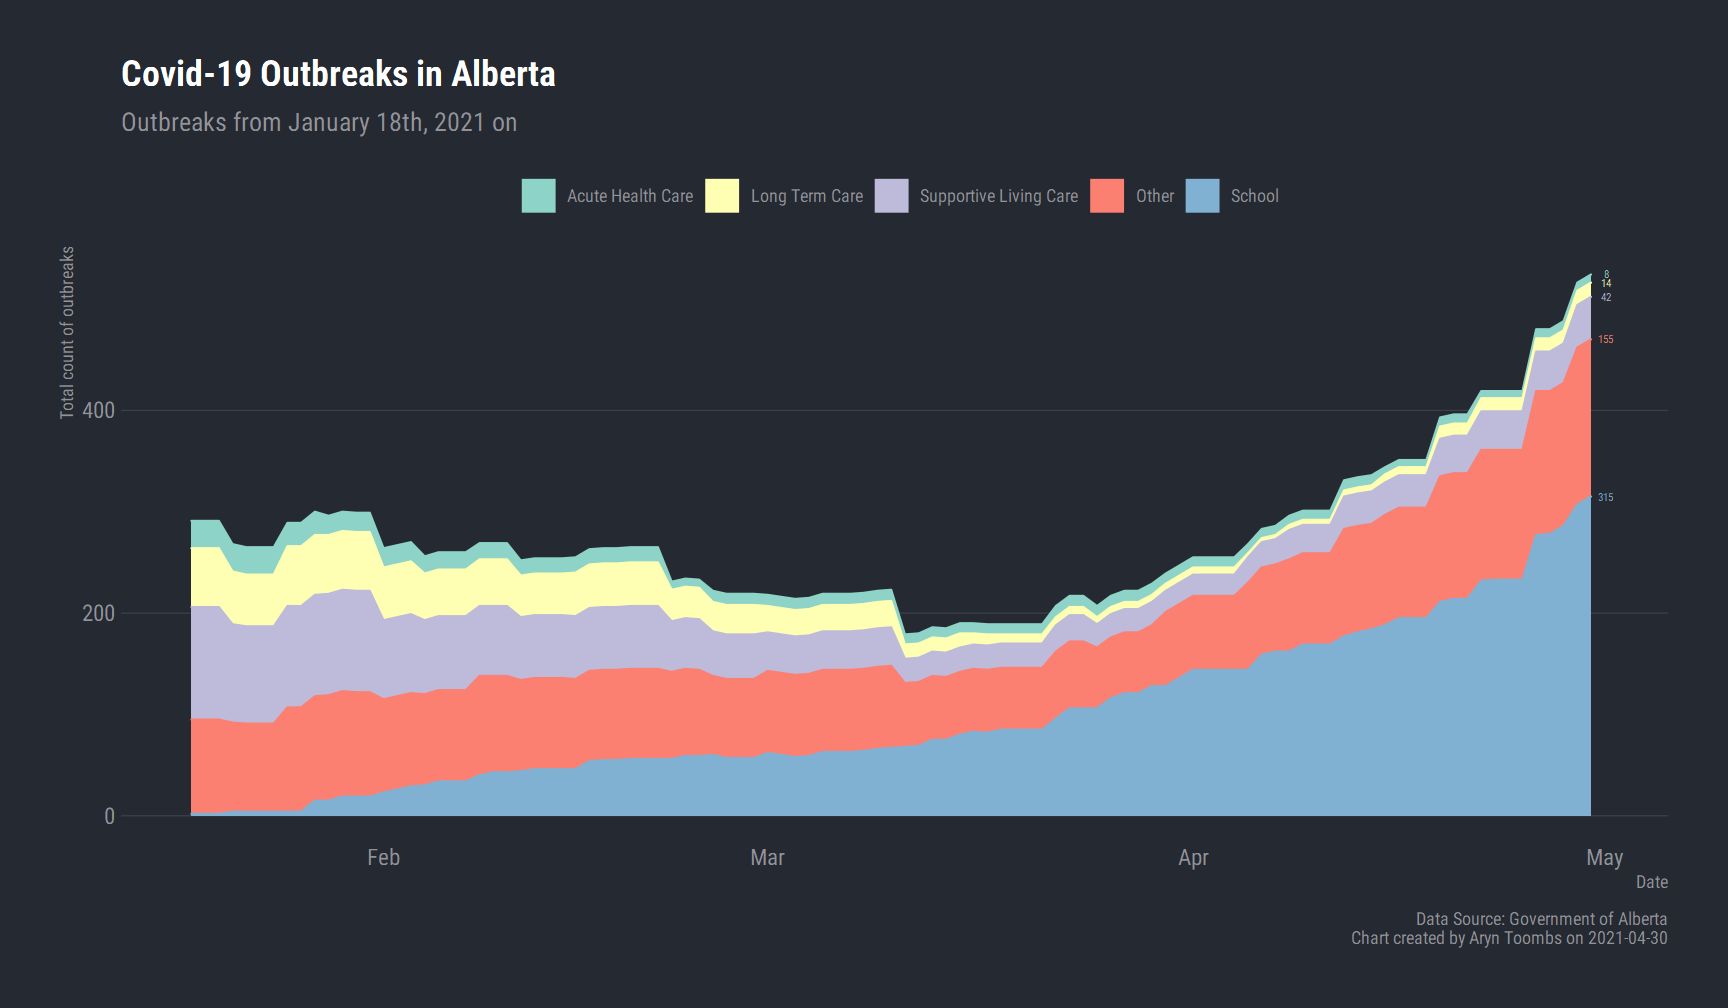 Covid-19 Outbreaks in Alberta
Outbreaks from January 18th, 2021 on
Acute Health Care Long Term Care Supportive Living Care Other School
Total count of outbreaks
8
14
42
155
400
315
200
0
Feb Mar Apr May
Date
Data Source: Government of Alberta
Chart created by Aryn Toombs on 2021-04-30